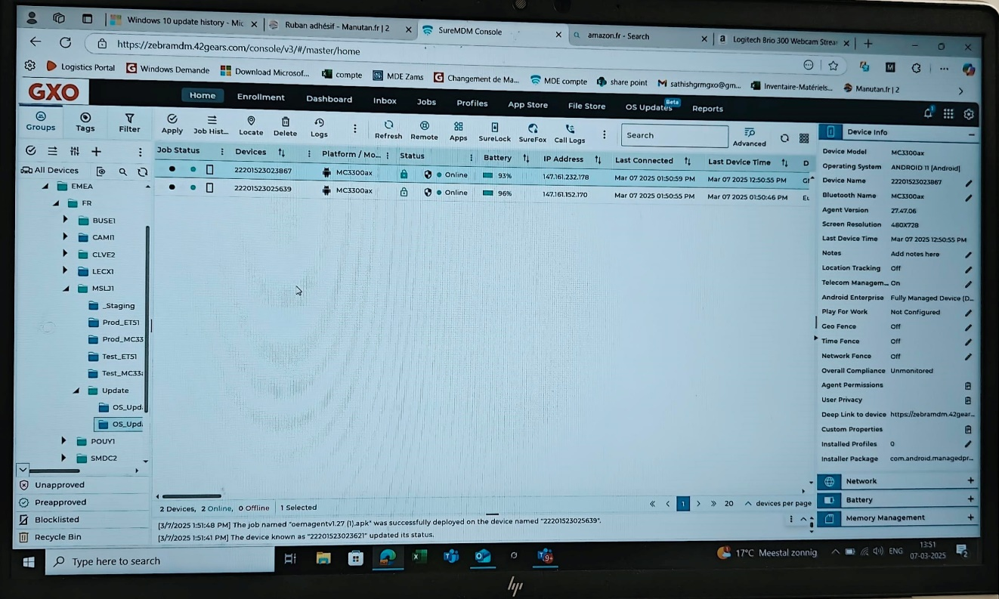 Windows 10 update history - Mic
Ruban adhésif - Manutan.fr | 2
SureMDM Console
amazon.fr - Search
Logitech Brio 300 Webcam Strea
https://zebramdm.42gears.com/console/v3/#/master/home
Logistics Portal
Windows Demande
Download Microsof...
compte
MDE Zams
Changement de Ma...
MDE compte
share point
sathishgrmgxo@gm...
Inventaire-Matériels...
Manutan.fr | 2
GXO
Home Enrollment Dashboard Inbox Jobs Profiles App Store File Store OS Updates Beta Reports
Groups Tags Filter
Apply Job Hist... Locate Delete Logs Refresh Remote Apps SureLock SureFox Call Logs Search Advanced
Job Status Devices Platform / Mo... Status Battery IP Address Last Connected Last Device Time D
22201523023867 MC3300ax Online 93% 147.161.232.178 Mar 07 2025 01:50:59 PM Mar 07 2025 12:50:55 PM
22201523025639 MC3300ax Online 96% 147.161.152.170 Mar 07 2025 01:50:55 PM Mar 07 2025 01:50:46 PM
All Devices
EMEA
FR
BUSE1
CAMI1
CLVE2
LECX1
MSLJ1
_Staging
Prod_ET51
Prod_MC33
Test_ET51
Test_MC33
Update
OS_Upd
OS_Upd
POUY1
SMDC2
Unapproved
Preapproved
Blocklisted
Recycle Bin
Device Info
Device Model MC3300ax
Operating System ANDROID 11 [Android]
Device Name 22201523023867
Bluetooth Name MC3300ax
Agent Version 27.47.06
Screen Resolution 480X728
Last Device Time Mar 07 2025 12:50:55 PM
Notes Add notes here
Location Tracking Off
Telecom Managem... On
Android Enterprise Fully Managed Device (D...
Play For Work Not Configured
Geo Fence Off
Time Fence Off
Network Fence Off
Overall Compliance Unmonitored
Agent Permissions
User Privacy
Deep Link to device https://zebramdm.42gear...
Custom Properties
Installed Profiles 0
Installer Package com.android.managedpr...
Network
Battery
Memory Management
2 Devices, 2 Online, 0 Offline 1 Selected
1 20 devices per page
[3/7/2025 1:51:48 PM] The job named "oemagentv1.27 (1).apk" was successfully deployed on the device named "22201523025639".
[3/7/2025 1:51:41 PM] The device known as "22201523023621" updated its status.
Type here to search
17°C Meestal zonnig
ENG
13:51
07-03-2025
hp